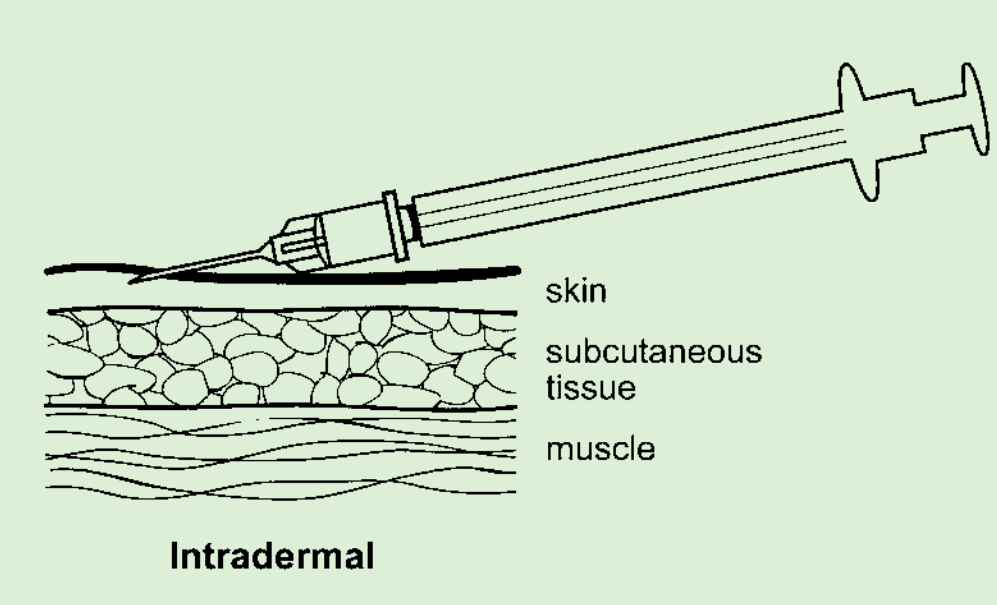 skin
subcutaneous
tissue
muscle
Intradermal